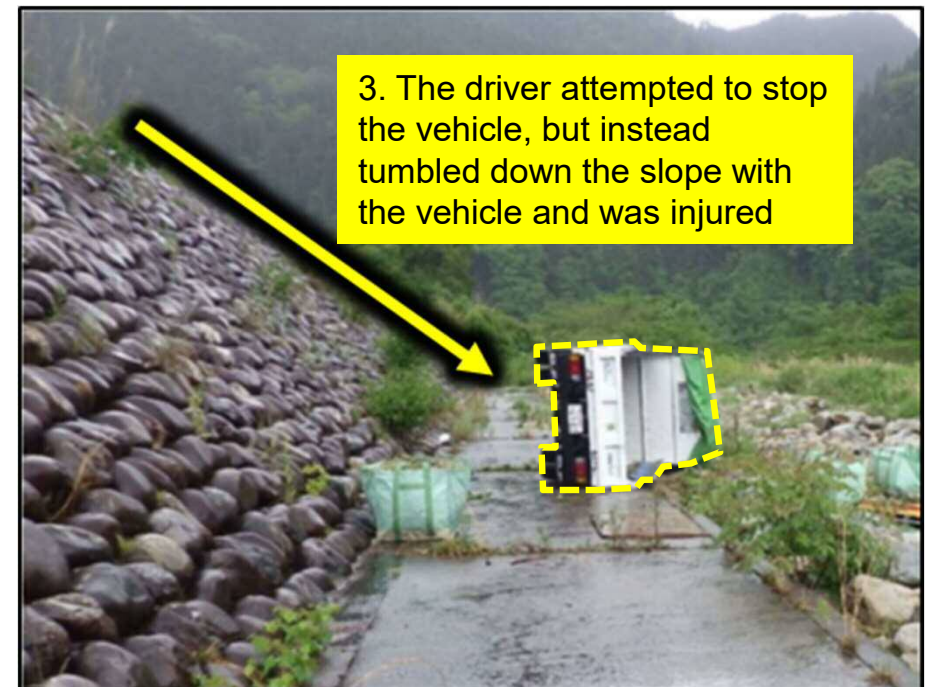 3. The driver attempted to stop
the vehicle, but instead
tumbled down the slope with
the vehicle and was injured